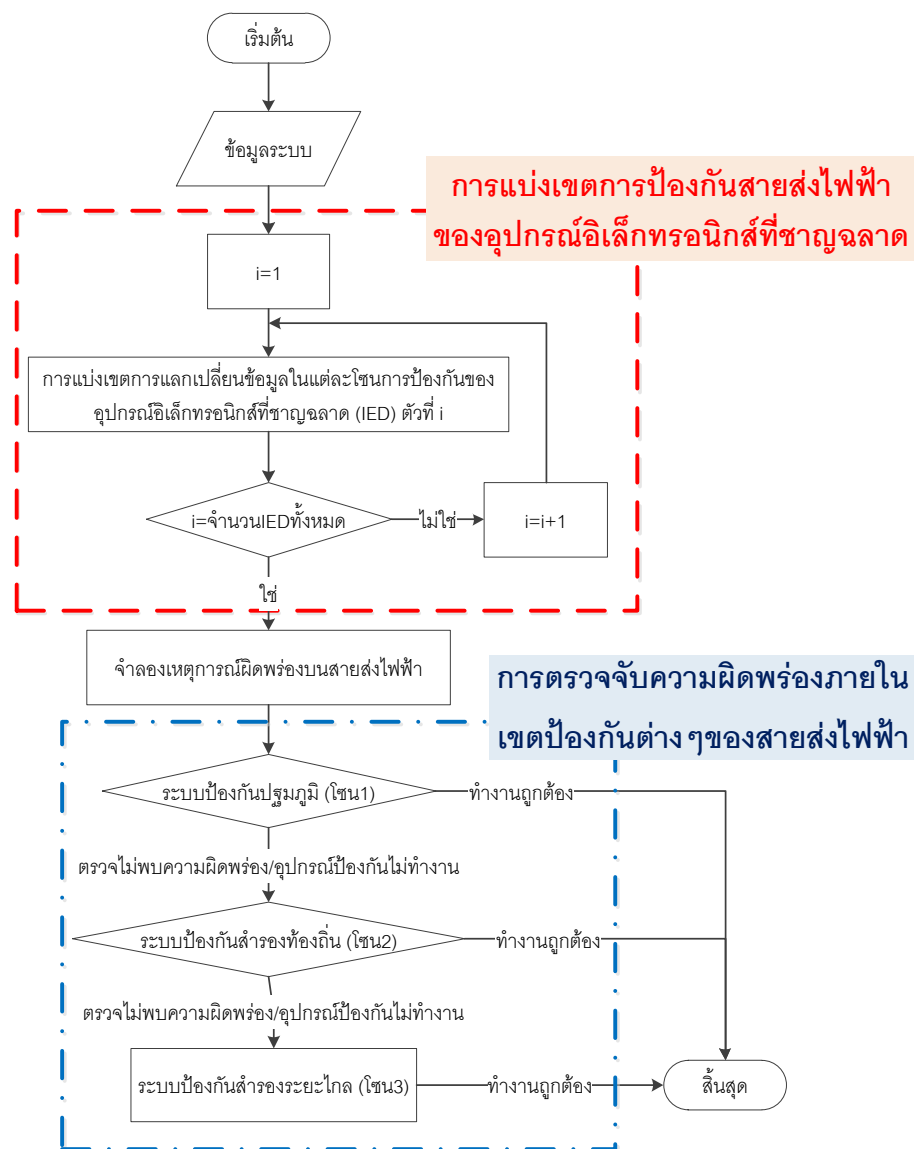 เริ่มต้น
ข้อมูลระบบ
การแบ่งเขตการป้องกันสายส่งไฟฟ้า
ของอุปกรณ์อิเล็กทรอนิกส์ที่ชาญฉลาด
i=1
การแบ่งเขตการแลกเปลี่ยนข้อมูลในแต่ละโซนการป้องกันของ
อุปกรณ์อิเล็กทรอนิกส์ที่ชาญฉลาด (IED) ตัวที่ i
i=จำนวนIEDทั้งหมด
ไม่ใช่
i=i+1
ใช่
จำลองเหตุการณ์ผิดพร่องบนสายส่งไฟฟ้า
การตรวจจับความผิดพร่องภายใน
เขตป้องกันต่างๆของสายส่งไฟฟ้า
ระบบป้องกันปฐมภูมิ (โซน1)
ทำงานถูกต้อง
ตรวจไม่พบความผิดพร่อง/อุปกรณ์ป้องกันไม่ทำงาน
ระบบป้องกันสำรองท้องถิ่น (โซน2)
ทำงานถูกต้อง
ตรวจไม่พบความผิดพร่อง/อุปกรณ์ป้องกันไม่ทำงาน
ระบบป้องกันสำรองระยะไกล (โซน3)
ทำงานถูกต้อง
สิ้นสุด